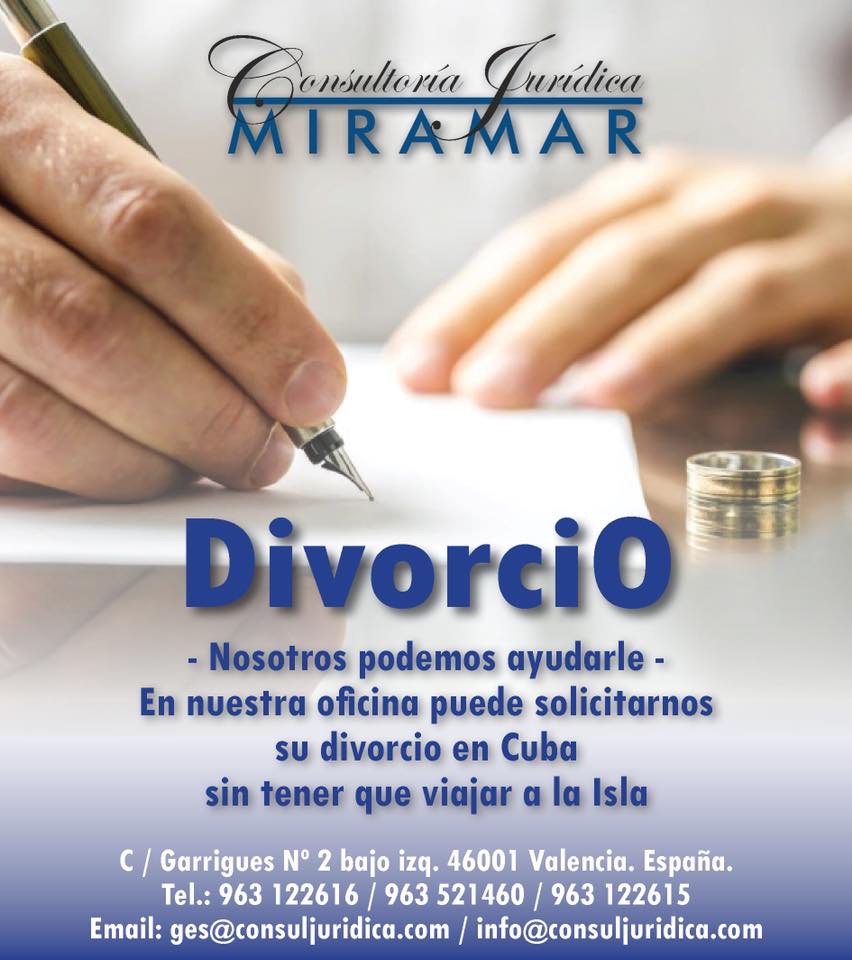 Consultoría Jurídica
MIRAMAR
DivorciO
- Nosotros podemos ayudarle -
En nuestra oficina puede solicitarnos
su divorcio en Cuba
sin tener que viajar a la Isla
C / Garrigues Nº 2 bajo izq. 46001 Valencia. España.
Tel.: 963 122616 / 963 521460 / 963 122615
Email: ges@consuljuridica.com / info@consuljuridica.com